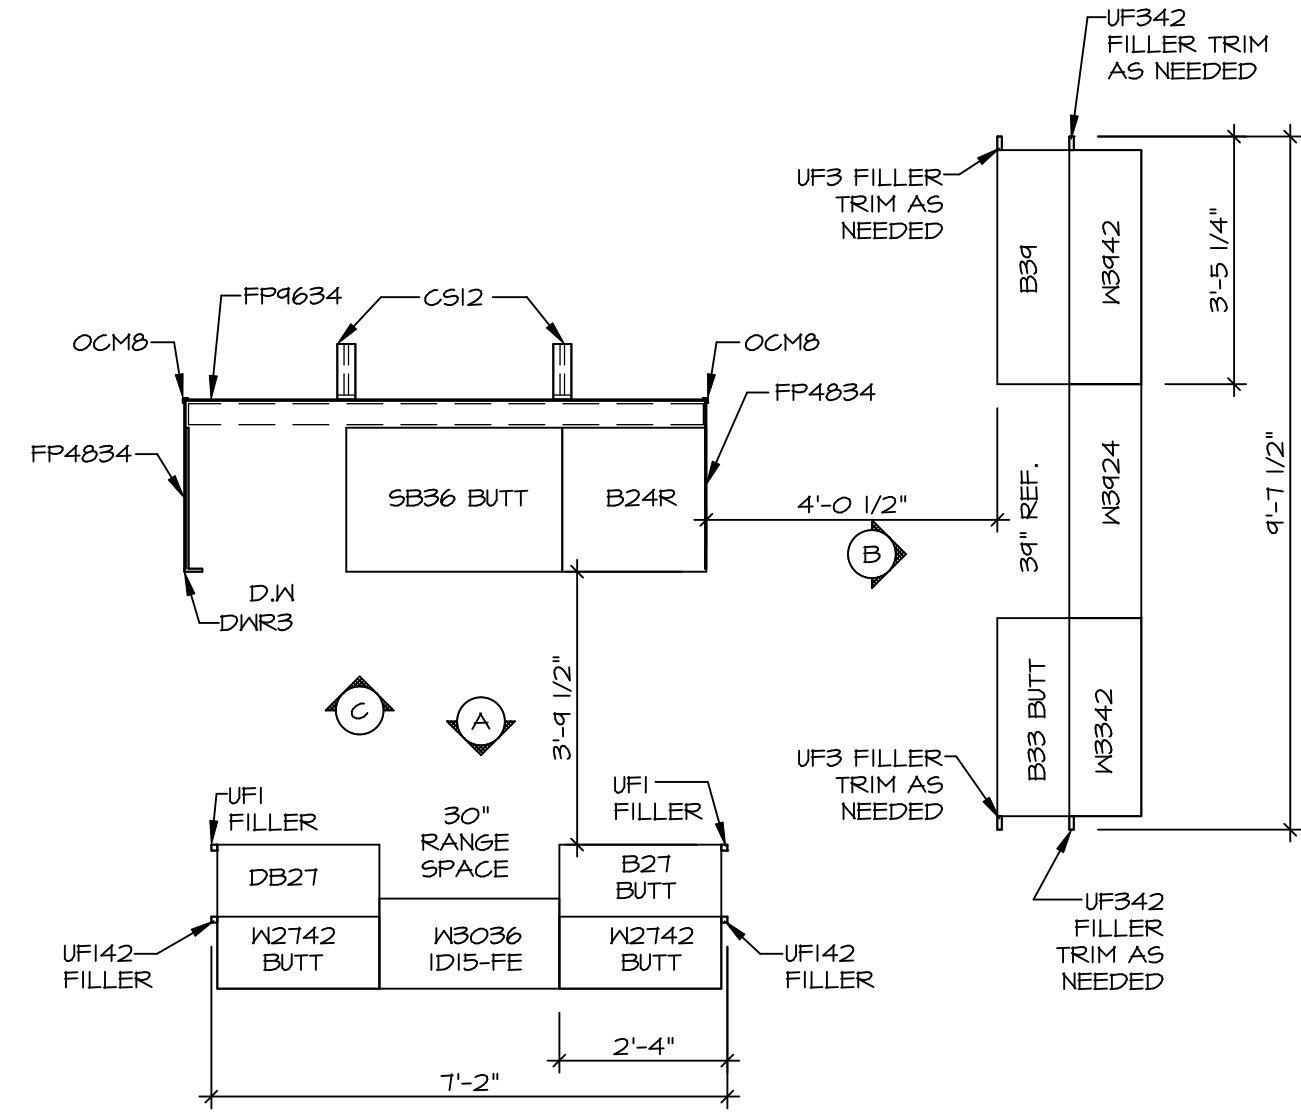 UF342
FILLER TRIM
AS NEEDED
UF3 FILLER
TRIM AS
NEEDED
B39
W3942
3'-5 1/4"
9'-7 1/2"
FP9634
CS12
OCM8
OCM8
FP4834
FP4834
SB36 BUTT
B24R
4'-0 1/2"
B
39" REF.
W3924
D.W
DWR3
C
A
3'-9 1/2"
B33 BUTT
W3342
UF3 FILLER
TRIM AS
NEEDED
UF1
FILLER
UF1
FILLER
30"
RANGE
SPACE
DB27
B27
BUTT
W2742
BUTT
W3036
1D15-FE
W2742
BUTT
UF142
FILLER
UF142
FILLER
UF342
FILLER
TRIM AS
NEEDED
2'-4"
7'-2"